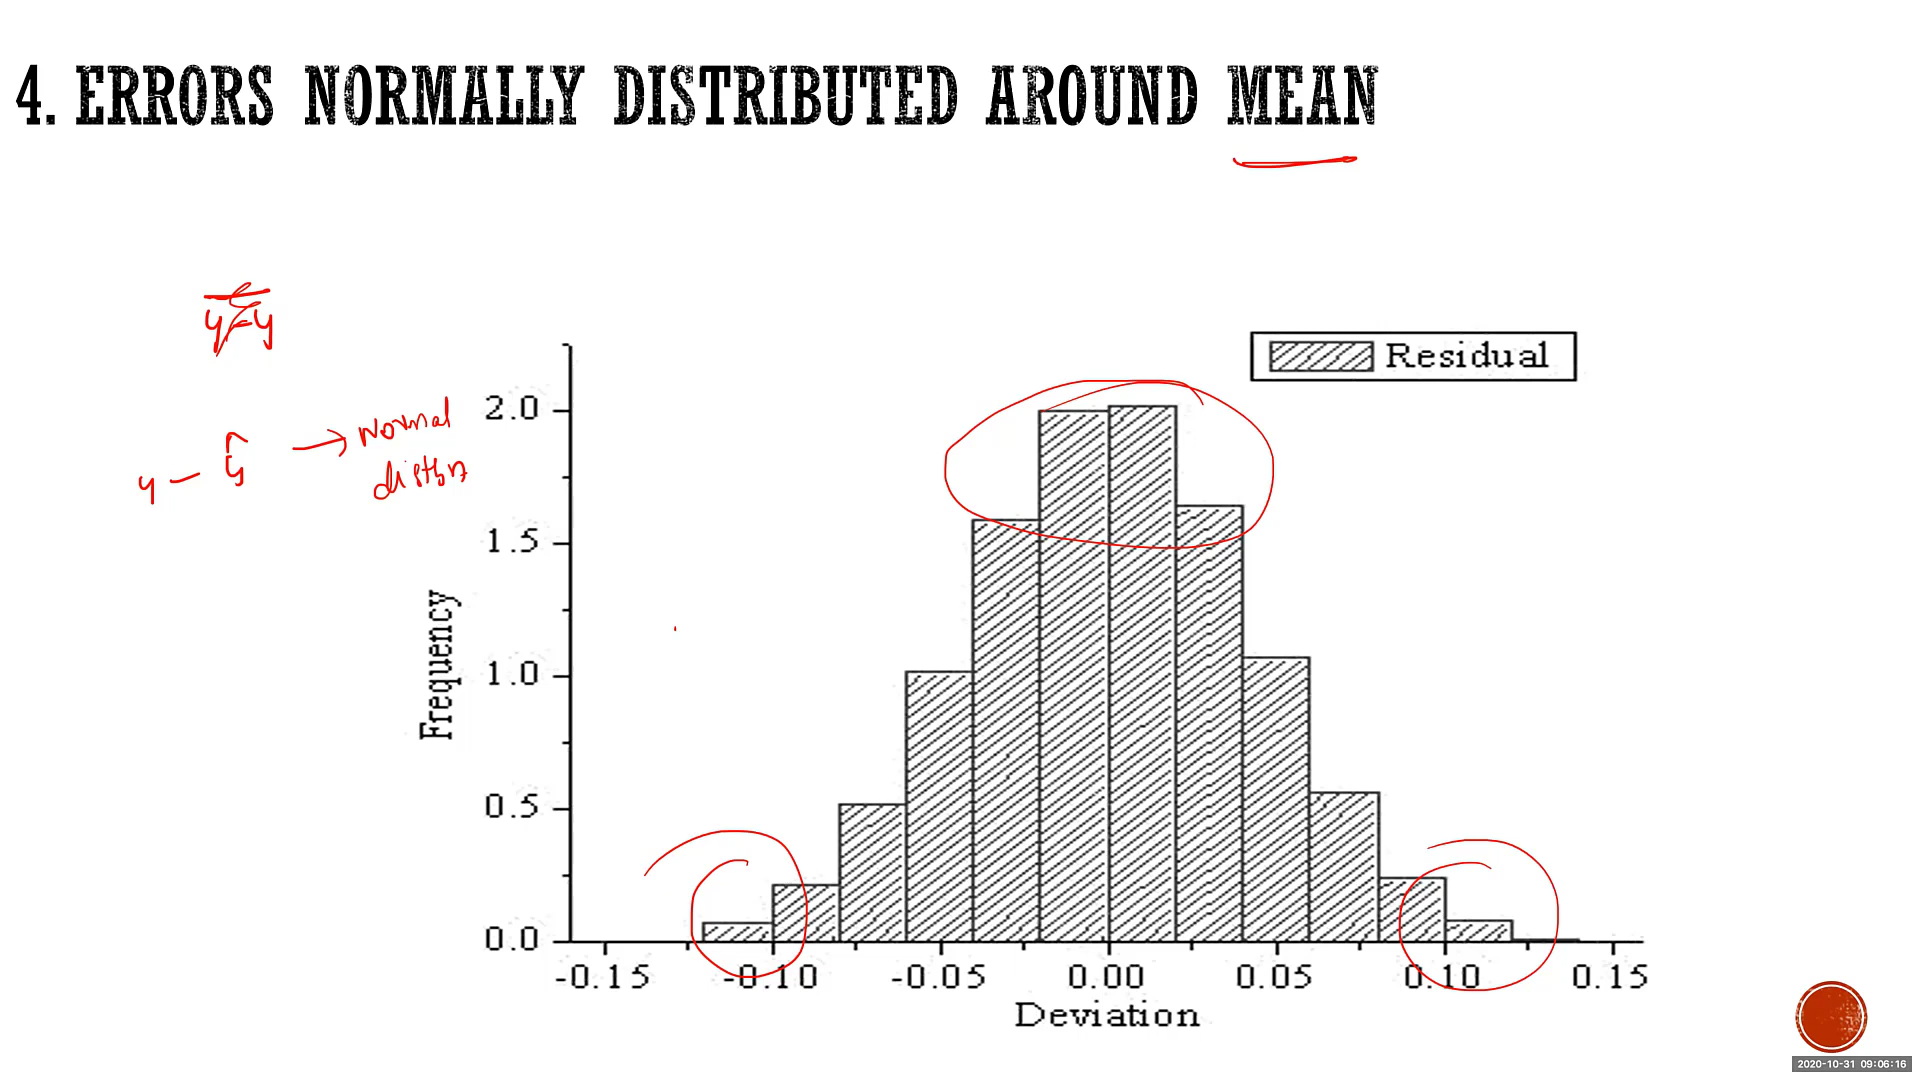 4. ERRORS NORMALLY DISTRIBUTED AROUND MEAN
y - ŷ → Normal
Residual
2.0
1.5
1.0
0.5
0.0
Frequency
-0.15 -0.10 -0.05 0.00 0.05 0.10 0.15
Deviation
2020-10-31 09:06:16